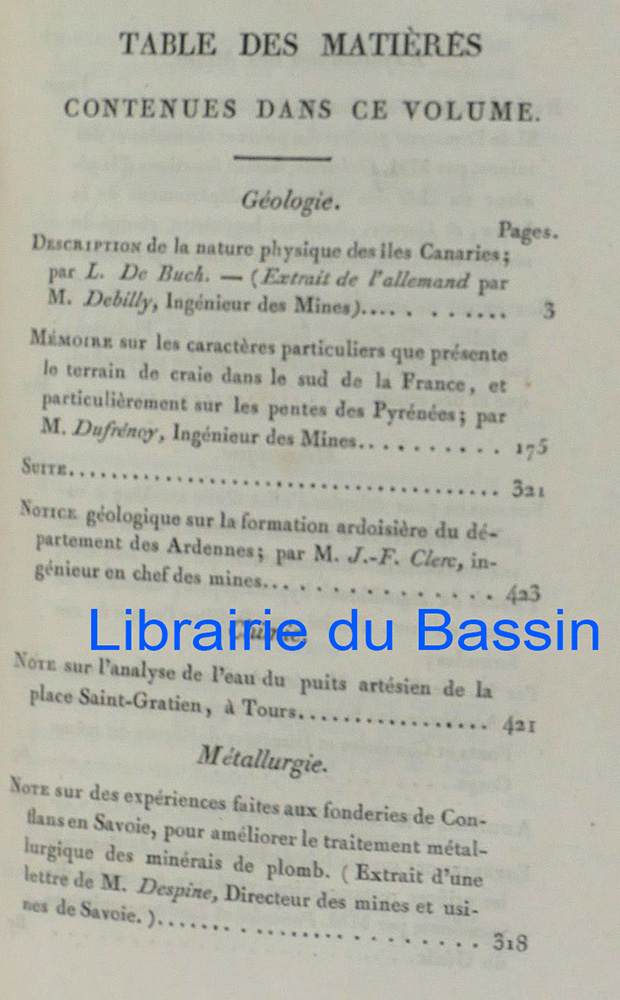 TABLE DES MATIÈRES
CONTENUES DANS CE VOLUME.
Géologie.
Pages.
DESCRIPTION de la nature physique des îles Canaries;
par L. De Buch. — (Extrait de l'allemand par
M. Debilly, Ingénieur des Mines).... . ...... 3
MÉMOIRE sur les caractères particuliers que présente
le terrain de craie dans le sud de la France, et
particulièrement sur les pentes des Pyrénées; par
M. Dufrénoy, Ingénieur des Mines.......... 175
SUITE.................................. 321
NOTICE géologique sur la formation ardoisière du dé-
partement des Ardennes; par M. J.-F. Clerc, in-
génieur en chef des mines.................. 423
Librairie du Bassin
Chimie.
NOTE sur l'analyse de l'eau du puits artésien de la
place Saint-Gratien, à Tours................ 421
Métallurgie.
NOTE sur des expériences faites aux fonderies de Con-
flans en Savoie, pour améliorer le traitement métal-
lurgique des minérais de plomb. (Extrait d'une
lettre de M. Despine, Directeur des mines et usi-
nes de Savoie.)......................... 318